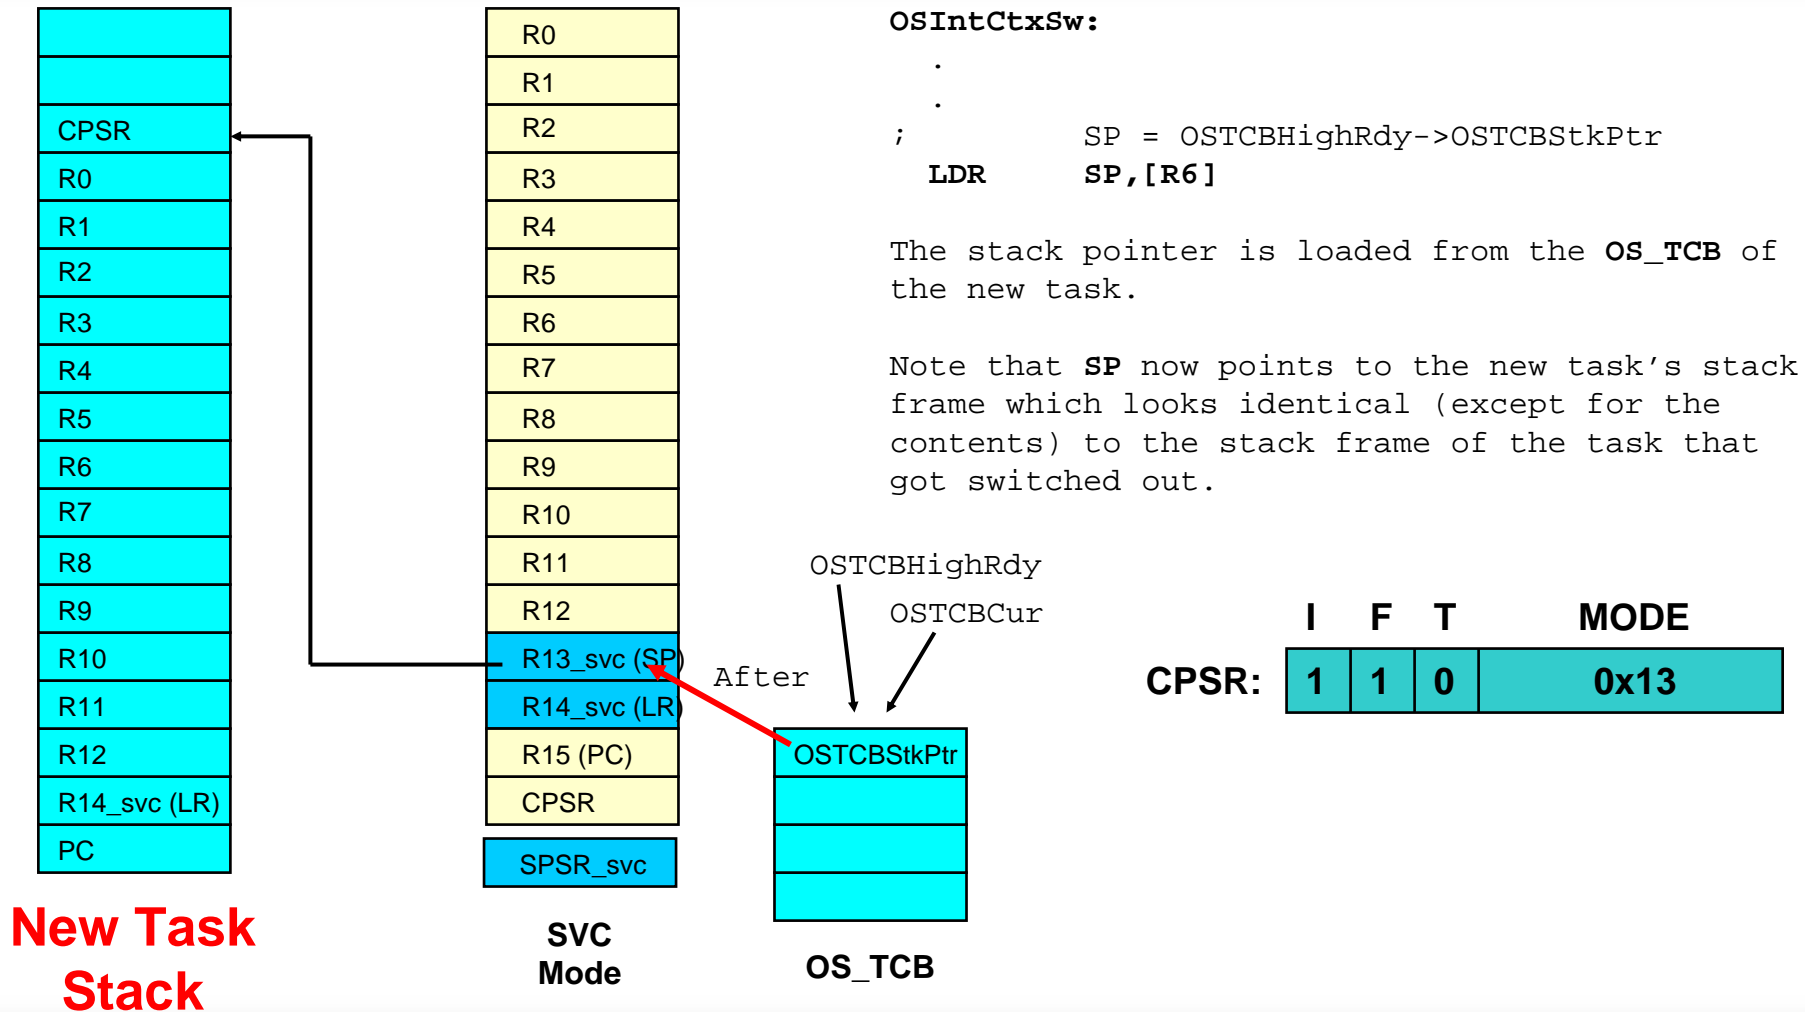 CPSR
R0
R1
R2
R3
R4
R5
R6
R7
R8
R9
R10
R11
R12
R14_svc (LR)
PC
New Task
Stack
R0
R1
R2
R3
R4
R5
R6
R7
R8
R9
R10
R11
R12
R13_svc (SP)
R14_svc (LR)
R15 (PC)
CPSR
SPSR_svc
SVC
Mode
OSIntCtxSw:
.
.
; SP = OSTCBHighRdy->OSTCBStkPtr
LDR SP,[R6]
The stack pointer is loaded from the OS_TCB of
the new task.
Note that SP now points to the new task's stack
frame which looks identical (except for the
contents) to the stack frame of the task that
got switched out.
OSTCBHighRdy
OSTCBCur
After
OSTCBStkPtr
OS_TCB
I F T MODE
CPSR: 1 1 0 0x13